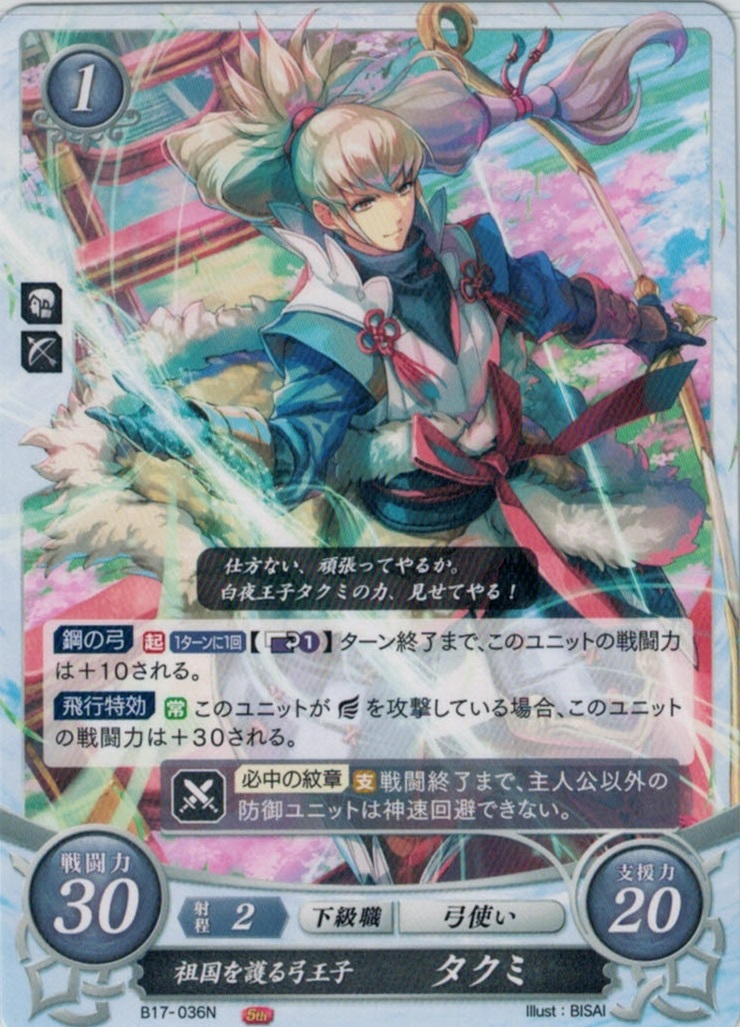 1
仕方ない、頑張ってやるか。
白夜王子タクミの力、見せてやる！
鋼の弓 起 1ターンに1回【1】ターン終了まで、このユニットの戦闘力
は＋10される。
飛行特効 常 このユニットが を攻撃している場合、このユニット
の戦闘力は＋30される。
必中の紋章 支 戦闘終了まで、主人公以外の
防御ユニットは神速回避できない。
戦闘力
30
射程 2
下級職 弓使い
支援力
20
祖国を護る弓王子 タクミ
B17-036N 5th Illust：BISAI